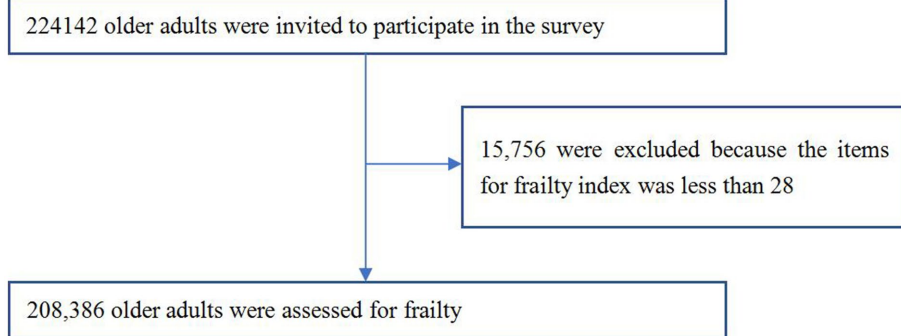 224142 older adults were invited to participate in the survey
15,756 were excluded because the items
for frailty index was less than 28
208,386 older adults were assessed for frailty